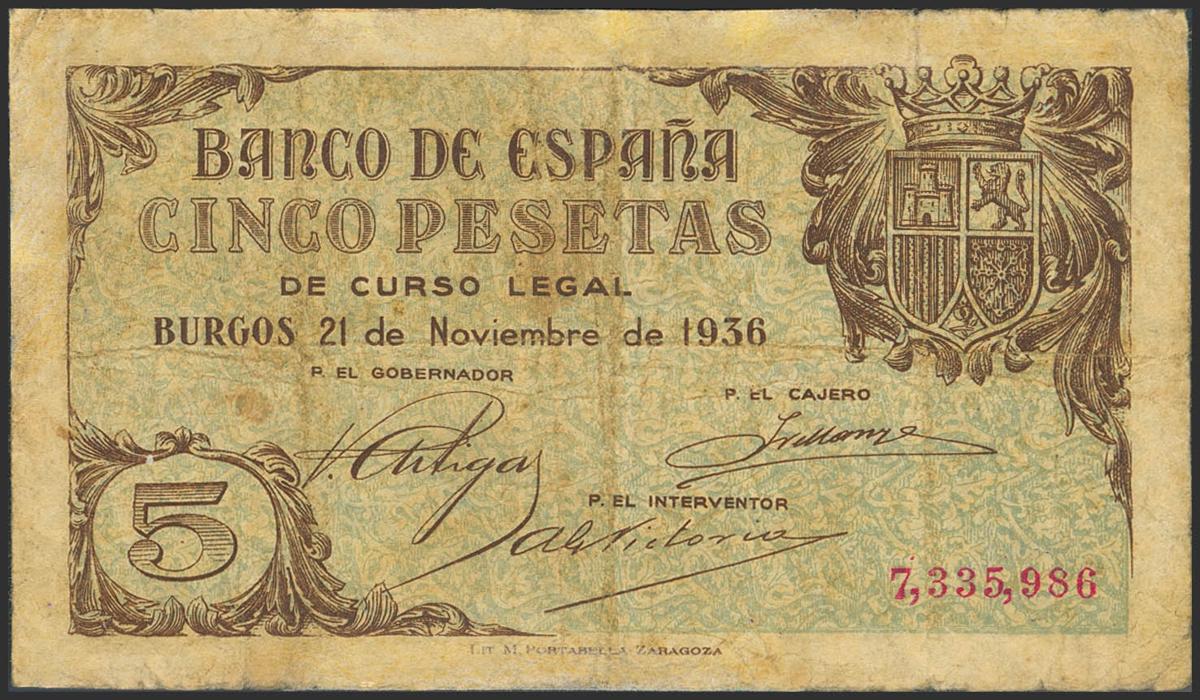 BANCO DE ESPAÑA
CINCO PESETAS
DE CURSO LEGAL
BURGOS 21 de Noviembre de 1936
P. EL GOBERNADOR
P. EL CAJERO
P. EL INTERVENTOR
5
7,335,986
LIT M. PORTABELLA ZARAGOZA